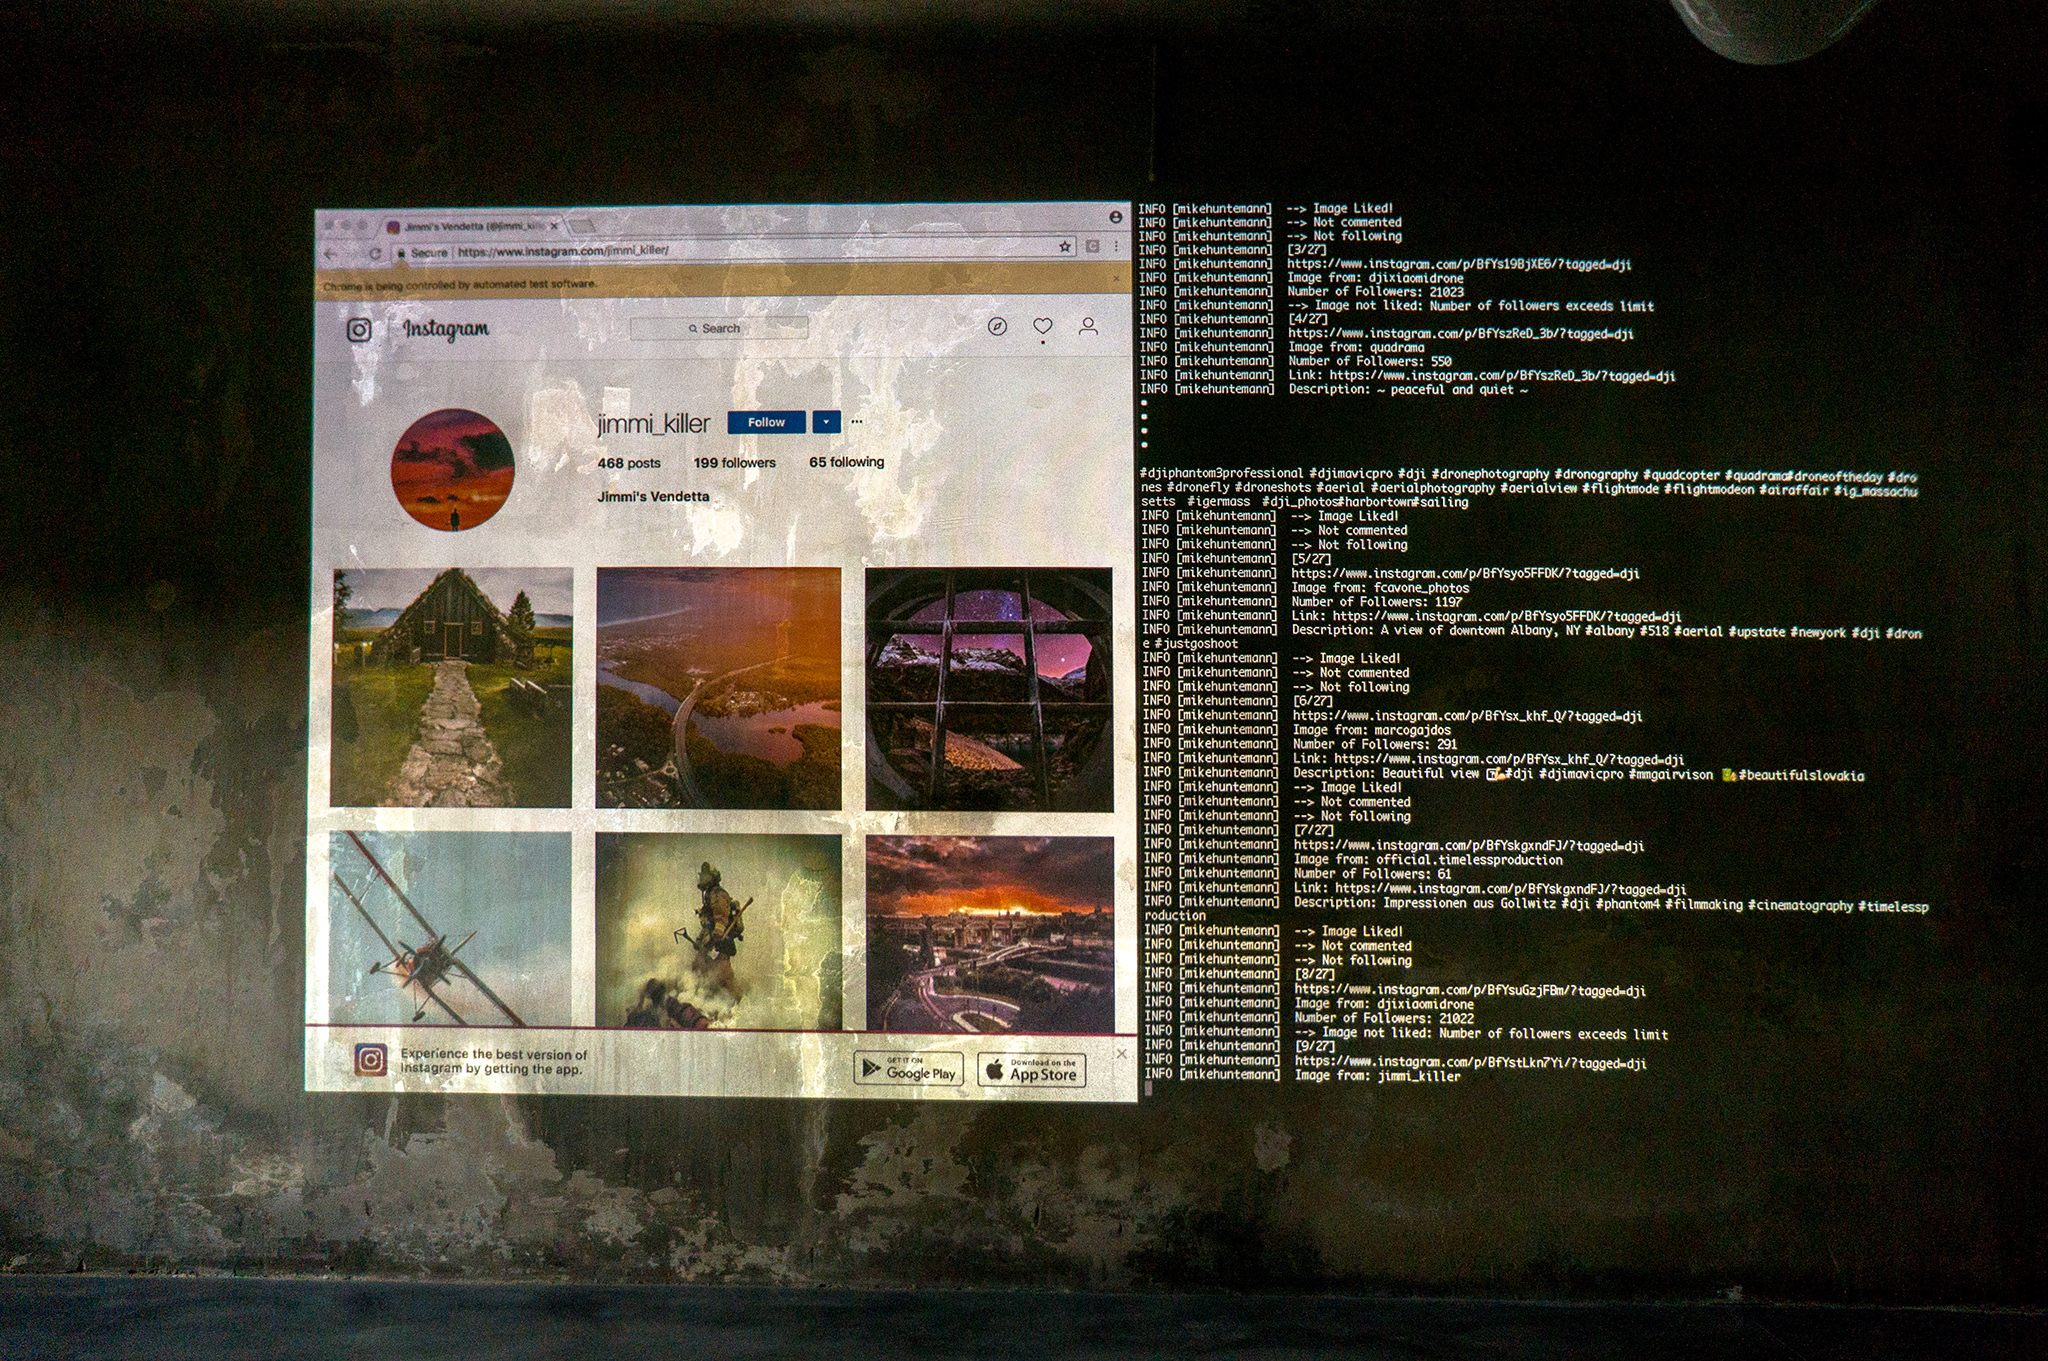 Jimmi's Vendetta (@jimmi_kill
Secure https://www.instagram.com/jimmi_killer/
Chrome is being controlled by automated test software.
Instagram
Search
jimmi_killer Follow
468 posts 199 followers 65 following
Jimmi's Vendetta
Experience the best version of
Instagram by getting the app.
GET IT ON
Google Play
Download on the
App Store
INFO [mikehuntemann] --> Image Liked!
INFO [mikehuntemann] --> Not commented
INFO [mikehuntemann] --> Not following
INFO [mikehuntemann] [3/27]
INFO [mikehuntemann] https://www.instagram.com/p/BfYs19BjXE6/?tagged=dji
INFO [mikehuntemann] Image from: djixiaomidrone
INFO [mikehuntemann] Number of Followers: 21023
INFO [mikehuntemann] --> Image not liked: Number of followers exceeds limit
INFO [mikehuntemann] [4/27]
INFO [mikehuntemann] https://www.instagram.com/p/BfYszReD_3b/?tagged=dji
INFO [mikehuntemann] Image from: quadrama
INFO [mikehuntemann] Number of Followers: 550
INFO [mikehuntemann] Link: https://www.instagram.com/p/BfYszReD_3b/?tagged=dji
INFO [mikehuntemann] Description: ~ peaceful and quiet ~
•
•
•
•
#djiphantom3professional #djimavicpro #dji #dronephotography #dronography #quadcopter #quadrama#droneoftheday #dro
nes #dronefly #droneshots #aerial #aerialphotography #aerialview #flightmode #flightmodeon #airaffair #ig_massachu
setts #igermass #dji_photos#harbortown#sailing
INFO [mikehuntemann] --> Image Liked!
INFO [mikehuntemann] --> Not commented
INFO [mikehuntemann] --> Not following
INFO [mikehuntemann] [5/27]
INFO [mikehuntemann] https://www.instagram.com/p/BfYsyo5FFDK/?tagged=dji
INFO [mikehuntemann] Image from: fcavone_photos
INFO [mikehuntemann] Number of Followers: 1197
INFO [mikehuntemann] Link: https://www.instagram.com/p/BfYsyo5FFDK/?tagged=dji
INFO [mikehuntemann] Description: A view of downtown Albany, NY #albany #518 #aerial #upstate #newyork #dji #dron
e #justgoshoot
INFO [mikehuntemann] --> Image Liked!
INFO [mikehuntemann] --> Not commented
INFO [mikehuntemann] --> Not following
INFO [mikehuntemann] [6/27]
INFO [mikehuntemann] https://www.instagram.com/p/BfYsx_khf_Q/?tagged=dji
INFO [mikehuntemann] Image from: marcogajdos
INFO [mikehuntemann] Number of Followers: 291
INFO [mikehuntemann] Link: https://www.instagram.com/p/BfYsx_khf_Q/?tagged=dji
INFO [mikehuntemann] Description: Beautiful view #dji #djimavicpro #mmgairvison #beautifulslovakia
INFO [mikehuntemann] --> Image Liked!
INFO [mikehuntemann] --> Not commented
INFO [mikehuntemann] --> Not following
INFO [mikehuntemann] [7/27]
INFO [mikehuntemann] https://www.instagram.com/p/BfYskgxndFJ/?tagged=dji
INFO [mikehuntemann] Image from: official.timelessproduction
INFO [mikehuntemann] Number of Followers: 61
INFO [mikehuntemann] Link: https://www.instagram.com/p/BfYskgxndFJ/?tagged=dji
INFO [mikehuntemann] Description: Impressionen aus Gollwitz #dji #phantom4 #filmmaking #cinematography #timelessp
roduction
INFO [mikehuntemann] --> Image Liked!
INFO [mikehuntemann] --> Not commented
INFO [mikehuntemann] --> Not following
INFO [mikehuntemann] [8/27]
INFO [mikehuntemann] https://www.instagram.com/p/BfYsuGzjFBm/?tagged=dji
INFO [mikehuntemann] Image from: djixiaomidrone
INFO [mikehuntemann] Number of Followers: 21022
INFO [mikehuntemann] --> Image not liked: Number of followers exceeds limit
INFO [mikehuntemann] [9/27]
INFO [mikehuntemann] https://www.instagram.com/p/BfYstLkn7Yi/?tagged=dji
INFO [mikehuntemann] Image from: jimmi_killer